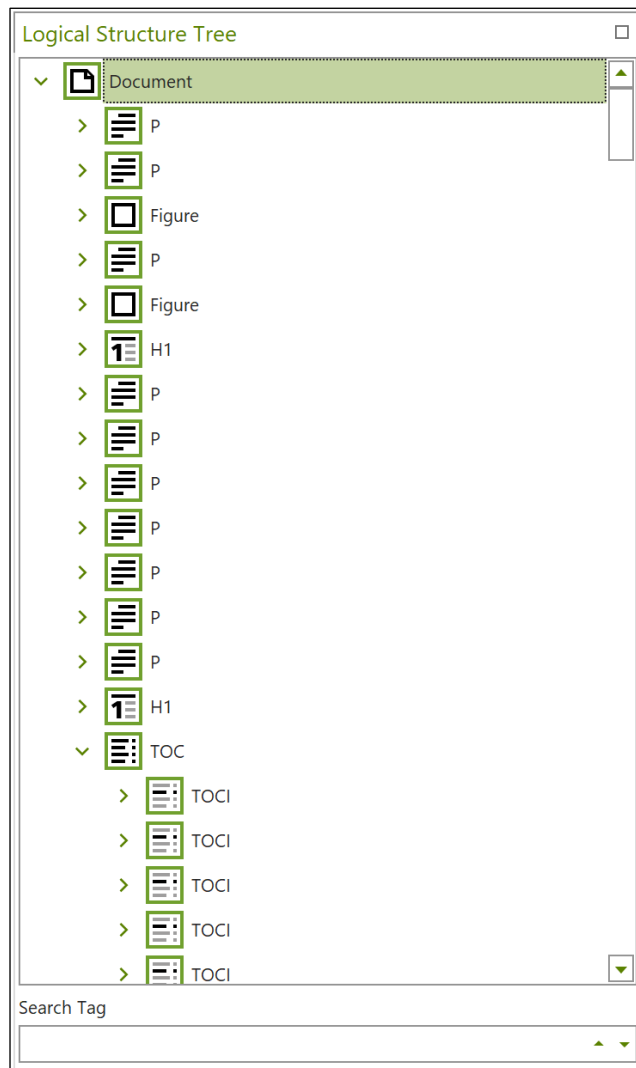 Logical Structure Tree
Document
P
P
Figure
P
Figure
H1
P
P
P
P
P
P
P
H1
TOC
TOCI
TOCI
TOCI
TOCI
TOCI
Search Tag